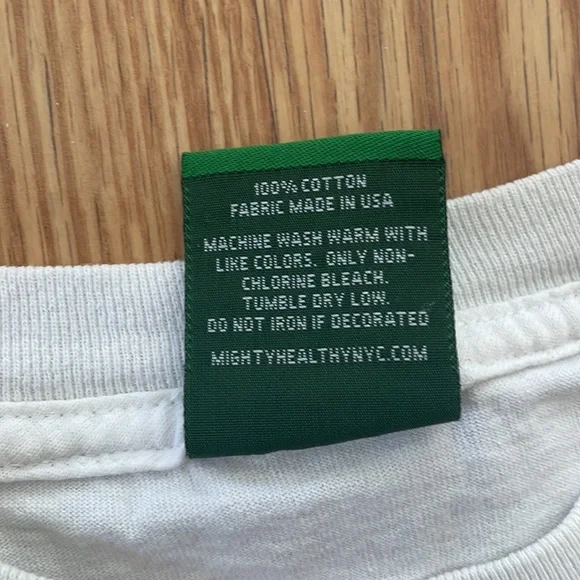 100% COTTON
FABRIC MADE IN USA
MACHINE WASH WARM WITH
LIKE COLORS. ONLY NON-
CHLORINE BLEACH.
TUMBLE DRY LOW.
DO NOT IRON IF DECORATED
MIGHTYHEALTHYNYC.COM